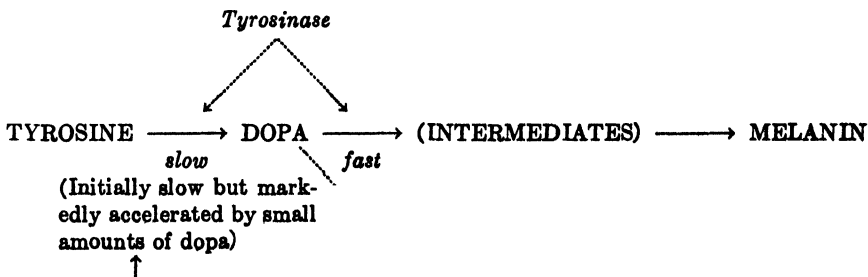 Tyrosinase
TYROSINE DOPA (INTERMEDIATES) MELANIN
slow fast
(Initially slow but mark-
edly accelerated by small
amounts of dopa)